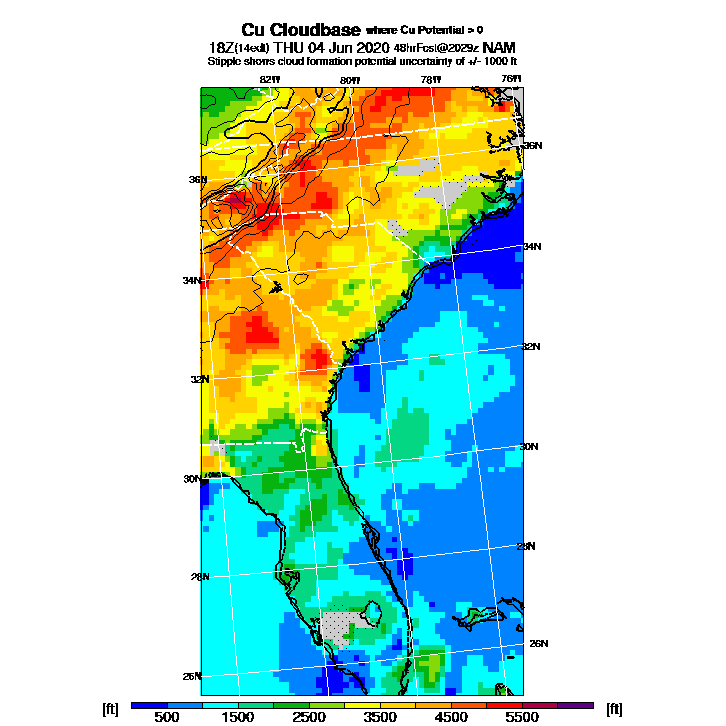 Cu Cloudbase where Cu Potential > 0
18Z(14edt) THU 04 Jun 2020 48hrFcst@2029z NAM
Stipple shows cloud formation potential uncertainty of +/- 1000 ft
82W 80W 78W 76W
36N
36N
34N
34N
32N
32N
30N
30N
28N
28N
26N
26N
[ft] 500 1500 2500 3500 4500 5500 [ft]